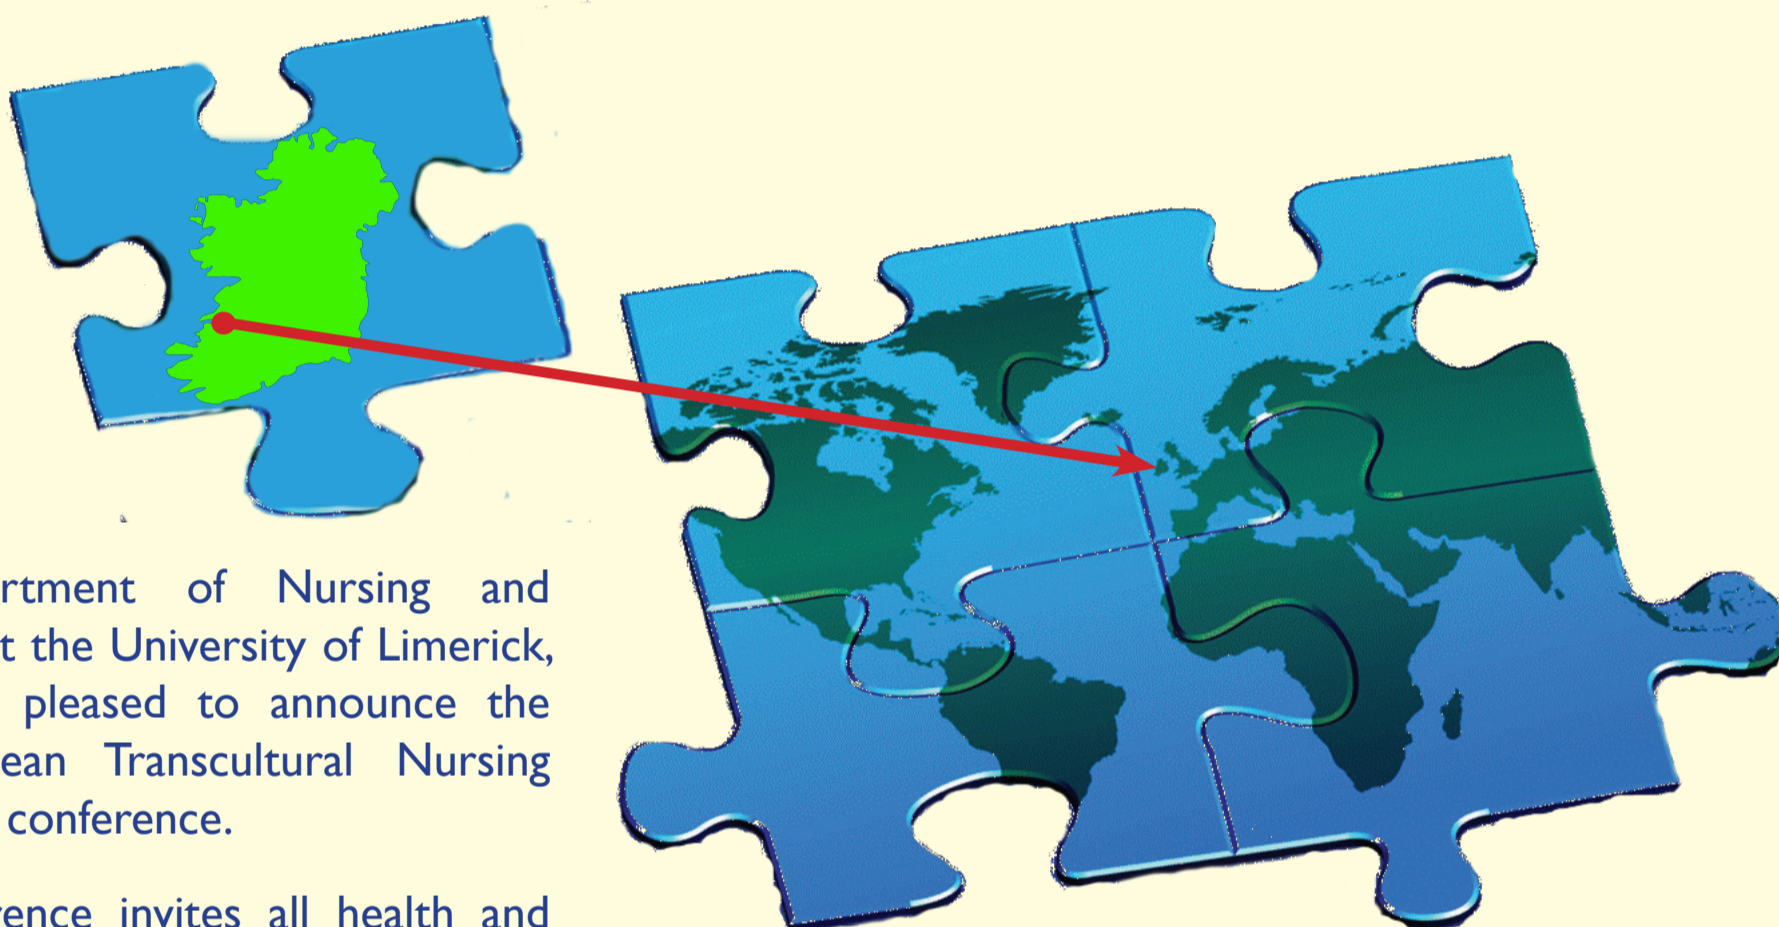 rtment of Nursing and
t the University of Limerick,
pleased to announce the
ean Transcultural Nursing
conference.
rence invites all health and